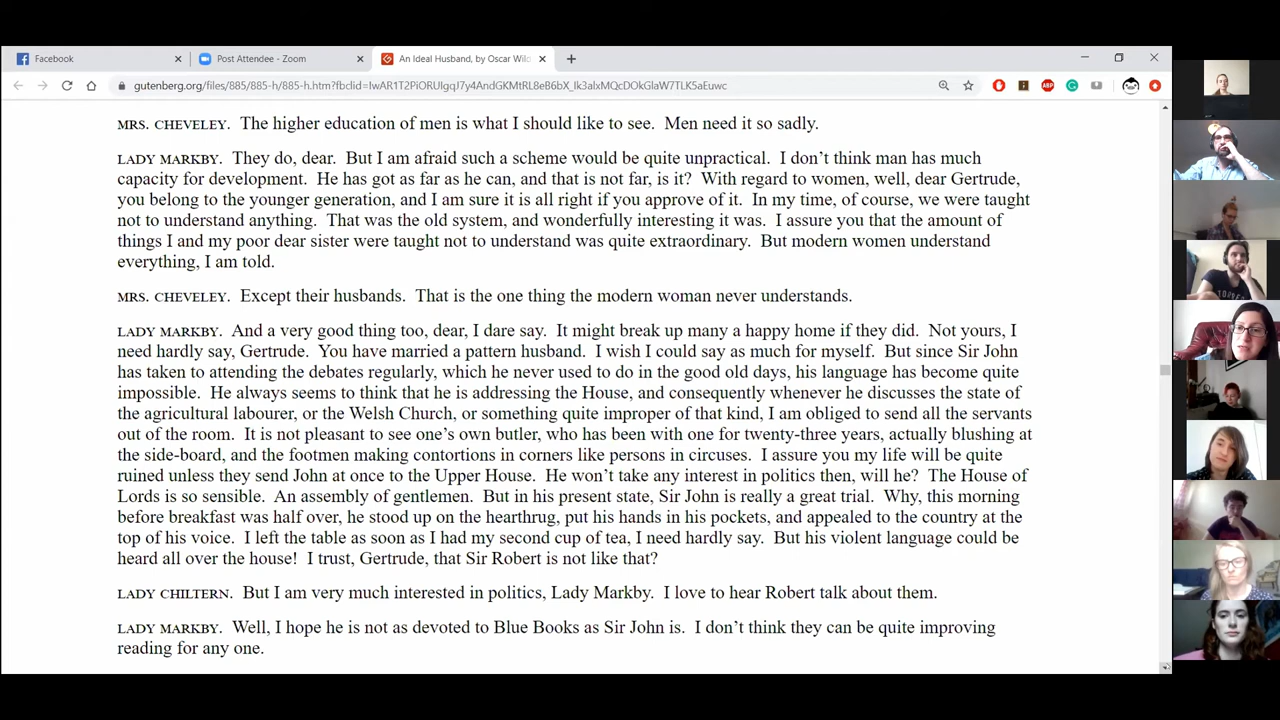 Facebook
Post Attendee - Zoom
An Ideal Husband, by Oscar Wild
gutenberg.org/files/885/885-h/885-h.htm?fbclid=IwAR1T2PiORUIgqJ7y4AndGKMtRL8eB6bX_Ik3alxMQcDOkGlaW7TLK5aEuwc
ABP
MRS. CHEVELEY. The higher education of men is what I should like to see. Men need it so sadly.
LADY MARKBY. They do, dear. But I am afraid such a scheme would be quite unpractical. I don’t think man has much
capacity for development. He has got as far as he can, and that is not far, is it? With regard to women, well, dear Gertrude,
you belong to the younger generation, and I am sure it is all right if you approve of it. In my time, of course, we were taught
not to understand anything. That was the old system, and wonderfully interesting it was. I assure you that the amount of
things I and my poor dear sister were taught not to understand was quite extraordinary. But modern women understand
everything, I am told.
MRS. CHEVELEY. Except their husbands. That is the one thing the modern woman never understands.
LADY MARKBY. And a very good thing too, dear, I dare say. It might break up many a happy home if they did. Not yours, I
need hardly say, Gertrude. You have married a pattern husband. I wish I could say as much for myself. But since Sir John
has taken to attending the debates regularly, which he never used to do in the good old days, his language has become quite
impossible. He always seems to think that he is addressing the House, and consequently whenever he discusses the state of
the agricultural labourer, or the Welsh Church, or something quite improper of that kind, I am obliged to send all the servants
out of the room. It is not pleasant to see one’s own butler, who has been with one for twenty-three years, actually blushing at
the side-board, and the footmen making contortions in corners like persons in circuses. I assure you my life will be quite
ruined unless they send John at once to the Upper House. He won’t take any interest in politics then, will he? The House of
Lords is so sensible. An assembly of gentlemen. But in his present state, Sir John is really a great trial. Why, this morning
before breakfast was half over, he stood up on the hearthrug, put his hands in his pockets, and appealed to the country at the
top of his voice. I left the table as soon as I had my second cup of tea, I need hardly say. But his violent language could be
heard all over the house! I trust, Gertrude, that Sir Robert is not like that?
LADY CHILTERN. But I am very much interested in politics, Lady Markby. I love to hear Robert talk about them.
LADY MARKBY. Well, I hope he is not as devoted to Blue Books as Sir John is. I don’t think they can be quite improving
reading for any one.